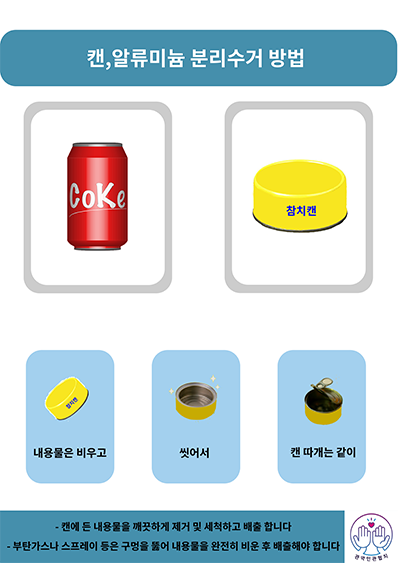 캔,알류미늄 분리수거 방법
CoKe
참치캔
참치캔
내용물은 비우고
씻어서
캔 따개는 같이
- 캔에 든 내용물을 깨끗하게 제거 및 세척하고 배출 합니다
- 부탄가스나 스프레이 등은 구멍을 뚫어 내용물을 완전히 비운 후 배출해야 합니다